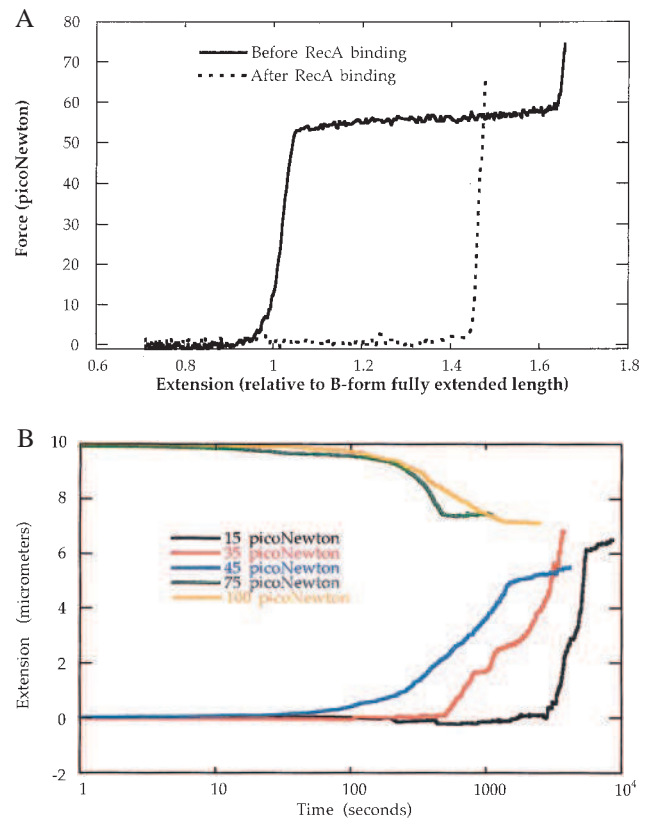 A
80
70
60
50
40
30
20
10
0
Force (picoNewton)
Before RecA binding
After RecA binding
0.6
0.8
1
1.2
1.4
1.6
1.8
Extension (relative to B-form fully extended length)
B
10
8
6
4
2
0
-2
Extension (micrometers)
15 picoNewton
35 picoNewton
45 picoNewton
75 picoNewton
100 picoNewton
1
10
100
1000
10⁴
Time (seconds)